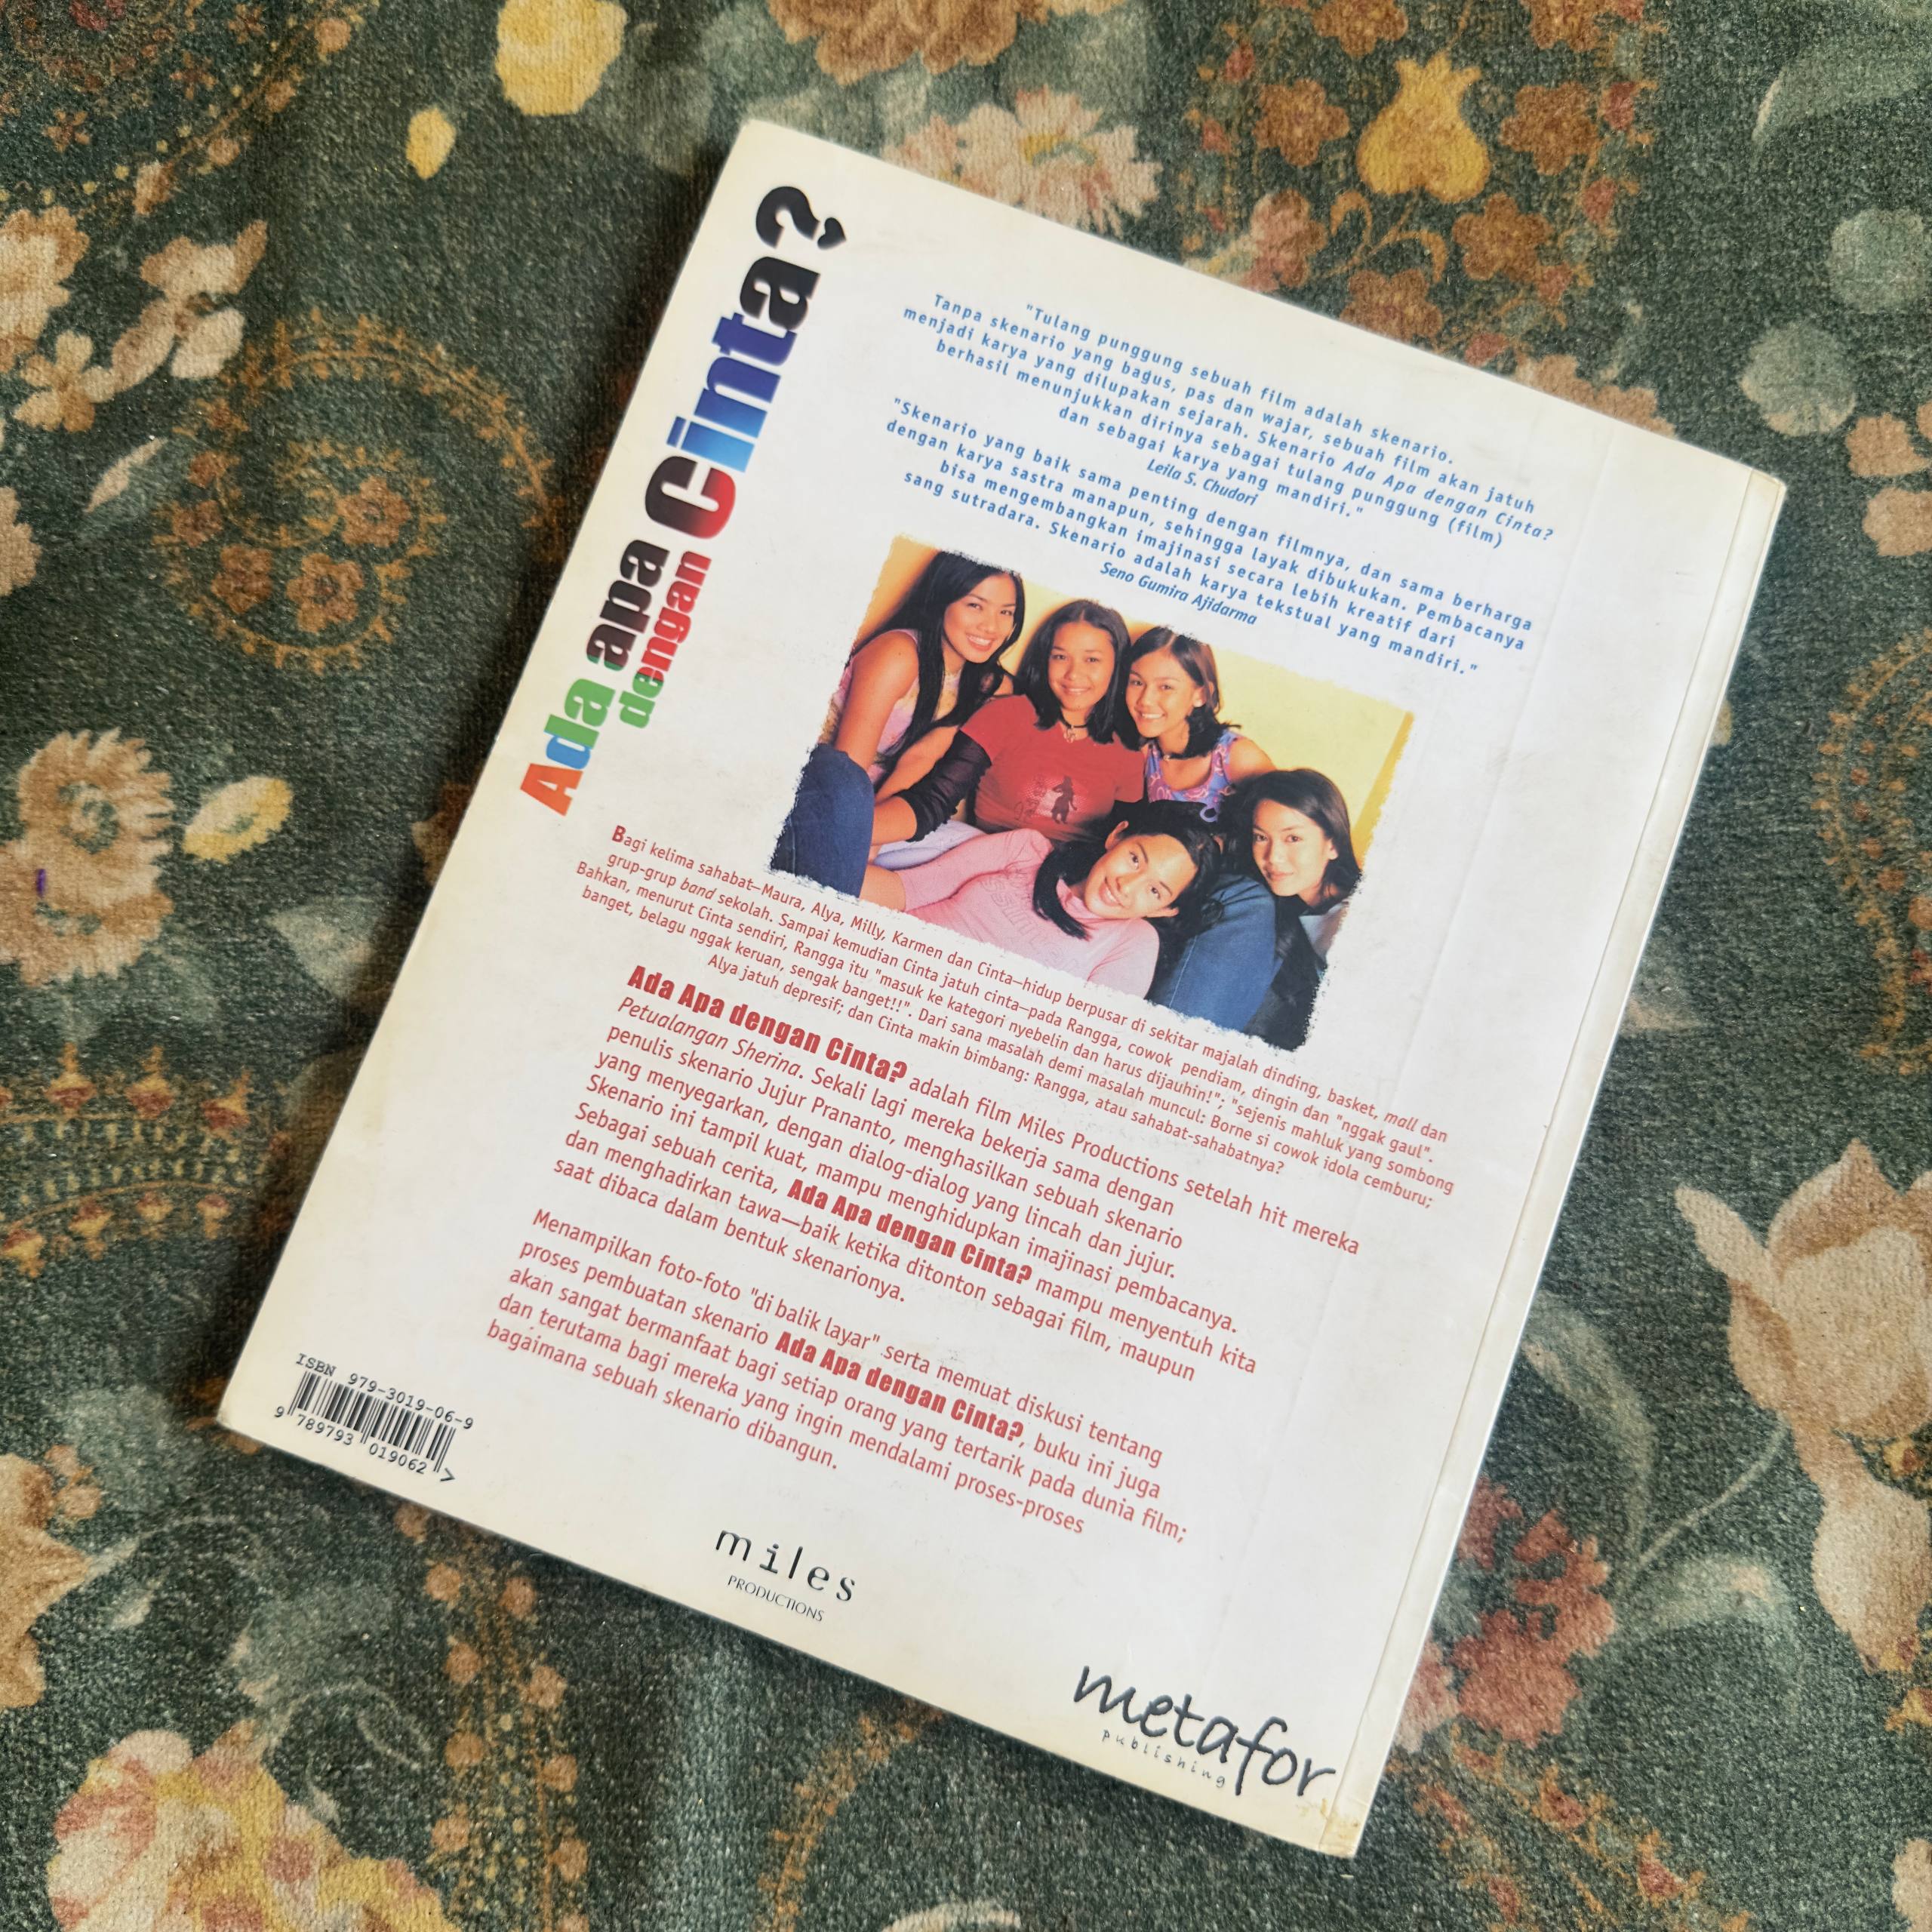 Ada apa
dengan
Cinta?
"Tulang punggung sebuah film adalah skenario.
Tanpa skenario yang bagus, pas dan wajar, sebuah film akan jatuh
menjadi karya yang dilupakan sejarah. Skenario Ada Apa dengan Cinta?
berhasil menunjukkan dirinya sebagai tulang punggung (film)
dan sebagai karya yang mandiri."
Leila S. Chudori
"Skenario yang baik sama penting dengan filmnya, dan sama berharga
dengan karya sastra manapun, sehingga layak dibukukan. Pembacanya
bisa mengembangkan imajinasi secara lebih kreatif dari
sang sutradara. Skenario adalah karya tekstual yang mandiri."
Seno Gumira Ajidarma
Bagi kelima sahabat—Maura, Alya, Milly, Karmen dan Cinta—hidup berpusar di sekitar majalah dinding, basket, mall dan
grup-grup band sekolah. Sampai kemudian Cinta jatuh cinta—pada Rangga, cowok pendiam, dingin dan "nggak gaul".
Bahkan, menurut Cinta sendiri, Rangga itu "masuk ke kategori nyebelin dan harus dijauhin!"; "sejenis mahluk yang sombong
banget, belagu nggak keruan, sengak banget!!". Dari sana masalah demi masalah muncul: Borne si cowok idola cemburu;
Alya jatuh depresif; dan Cinta makin bimbang: Rangga, atau sahabat-sahabatnya?
Ada Apa dengan Cinta? adalah film Miles Productions setelah hit mereka
Petualangan Sherina. Sekali lagi mereka bekerja sama dengan
penulis skenario Jujur Prananto, menghasilkan sebuah skenario
yang menyegarkan, dengan dialog-dialog yang lincah dan jujur.
Skenario ini tampil kuat, mampu menghidupkan imajinasi pembacanya.
Sebagai sebuah cerita, Ada Apa dengan Cinta? mampu menyentuh kita
dan menghadirkan tawa—baik ketika ditonton sebagai film, maupun
saat dibaca dalam bentuk skenarionya.
Menampilkan foto-foto "di balik layar" serta memuat diskusi tentang
proses pembuatan skenario Ada Apa dengan Cinta?, buku ini juga
akan sangat bermanfaat bagi setiap orang yang tertarik pada dunia film;
dan terutama bagi mereka yang ingin mendalami proses-proses
bagaimana sebuah skenario dibangun.
ISBN 979-3019-06-9
9 789793 019062 >
miles
PRODUCTIONS
metafor
publishing